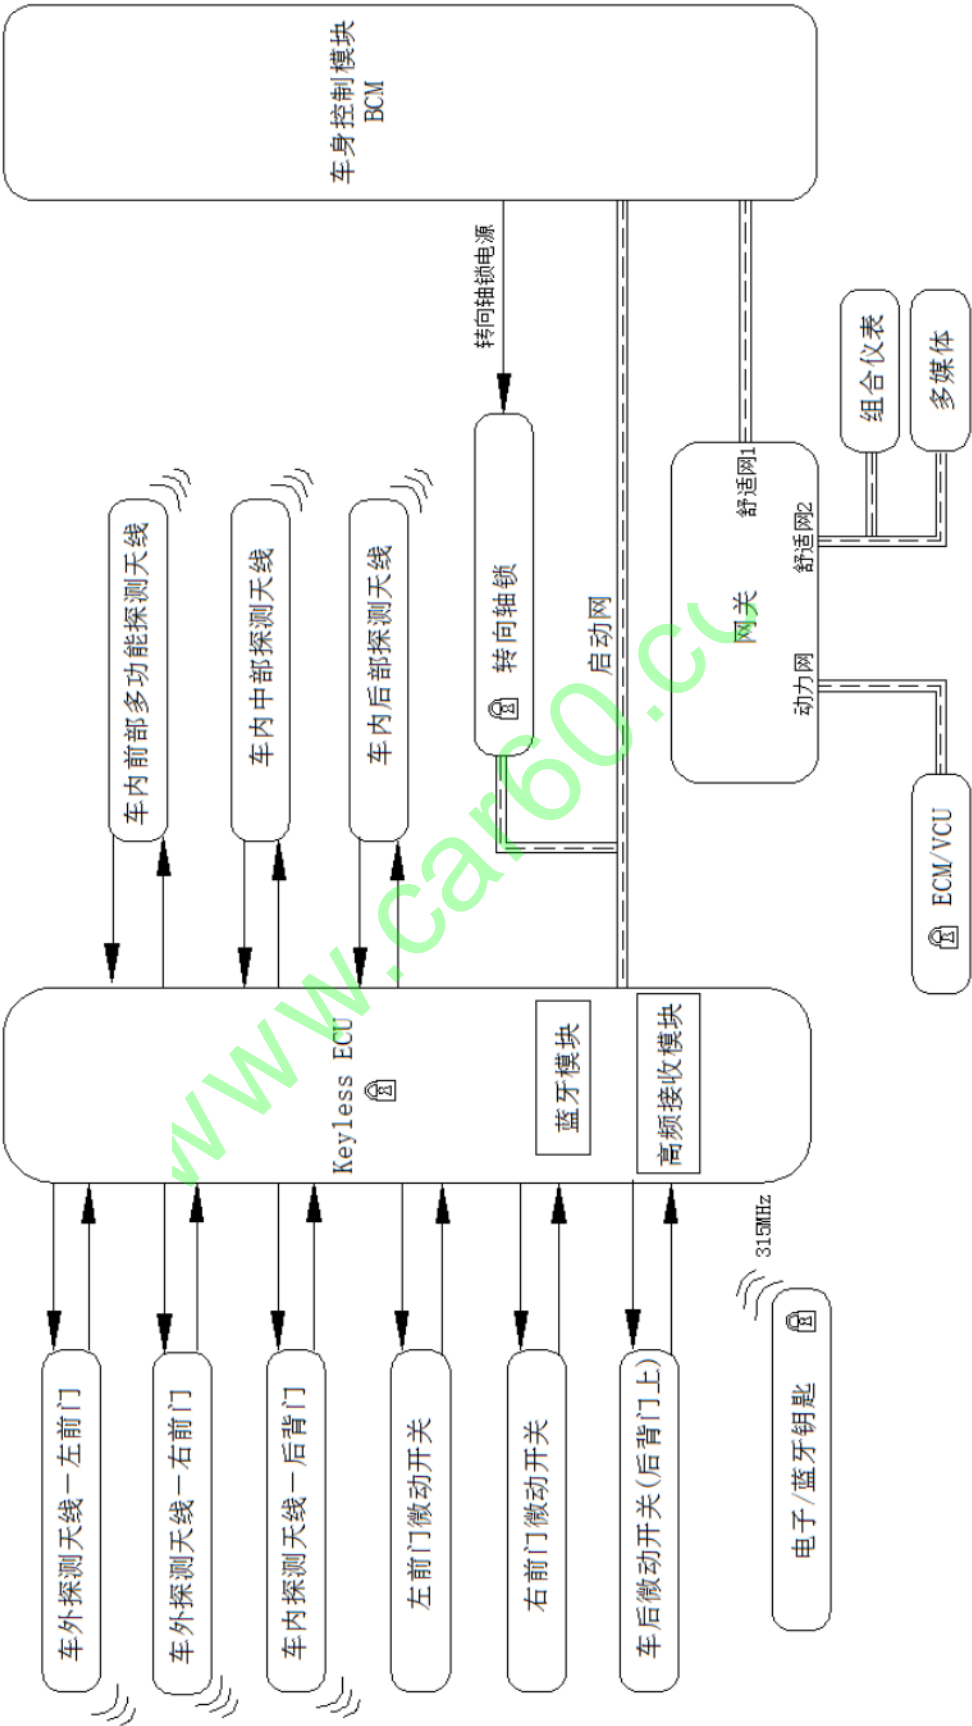 车外探测天线—左前门
车外探测天线—右前门
车内探测天线—后背门
左前门微动开关
右前门微动开关
车后微动开关(后背门上)
电子/蓝牙钥匙
315MHz
Keyless ECU
蓝牙模块
高频接收模块
车内前部多功能探测天线
车内中部探测天线
车内后部探测天线
转向轴锁
转向轴锁电源
启动网
车身控制模块
BCM
网关
动力网
舒适网2
舒适网1
ECM/VCU
组合仪表
多媒体
www.car60.co